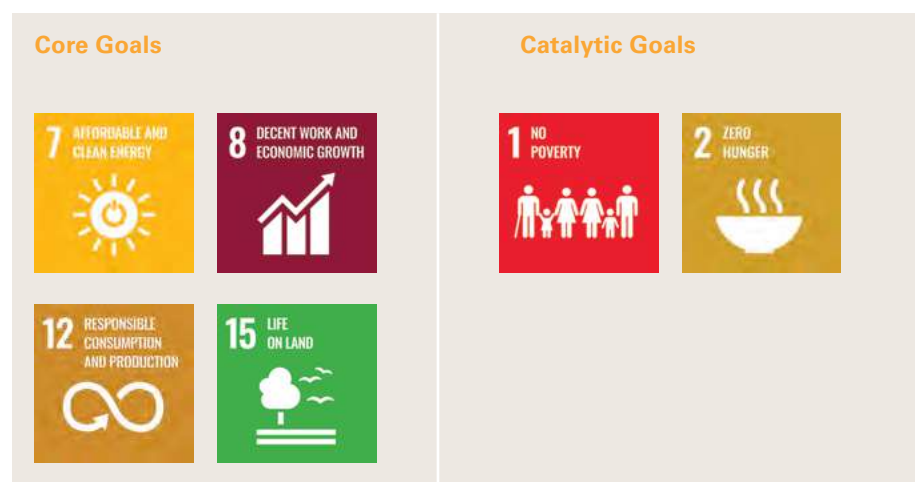 Core Goals
7 AFFORDABLE AND
CLEAN ENERGY
8 DECENT WORK AND
ECONOMIC GROWTH
12 RESPONSIBLE
CONSUMPTION
AND PRODUCTION
15 LIFE
ON LAND
Catalytic Goals
1 NO
POVERTY
2 ZERO
HUNGER